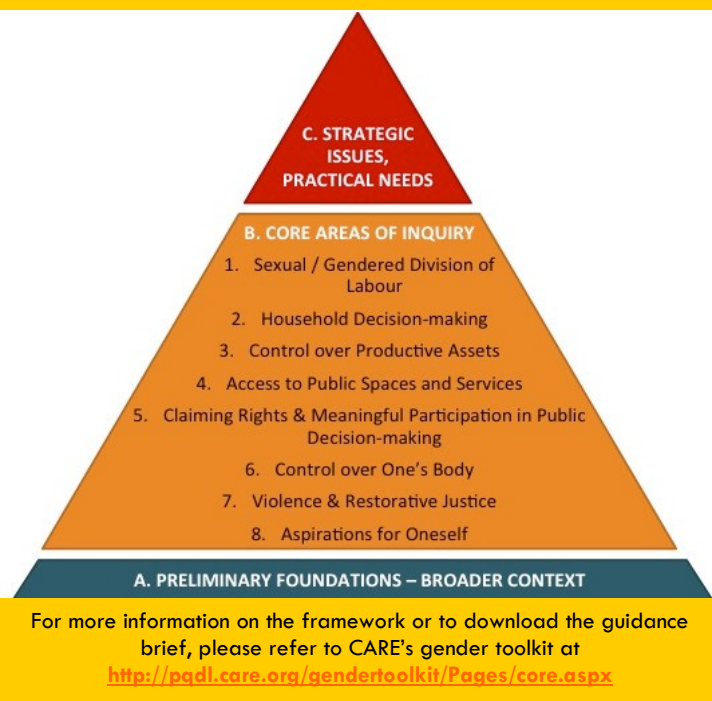 C. STRATEGIC
ISSUES,
PRACTICAL NEEDS
B. CORE AREAS OF INQUIRY
1. Sexual / Gendered Division of
Labour
2. Household Decision-making
3. Control over Productive Assets
4. Access to Public Spaces and Services
5. Claiming Rights & Meaningful Participation in Public
Decision-making
6. Control over One's Body
7. Violence & Restorative Justice
8. Aspirations for Oneself
A. PRELIMINARY FOUNDATIONS – BROADER CONTEXT
For more information on the framework or to download the guidance
brief, please refer to CARE's gender toolkit at
http://pqdl.care.org/gendertoolkit/Pages/core.aspx